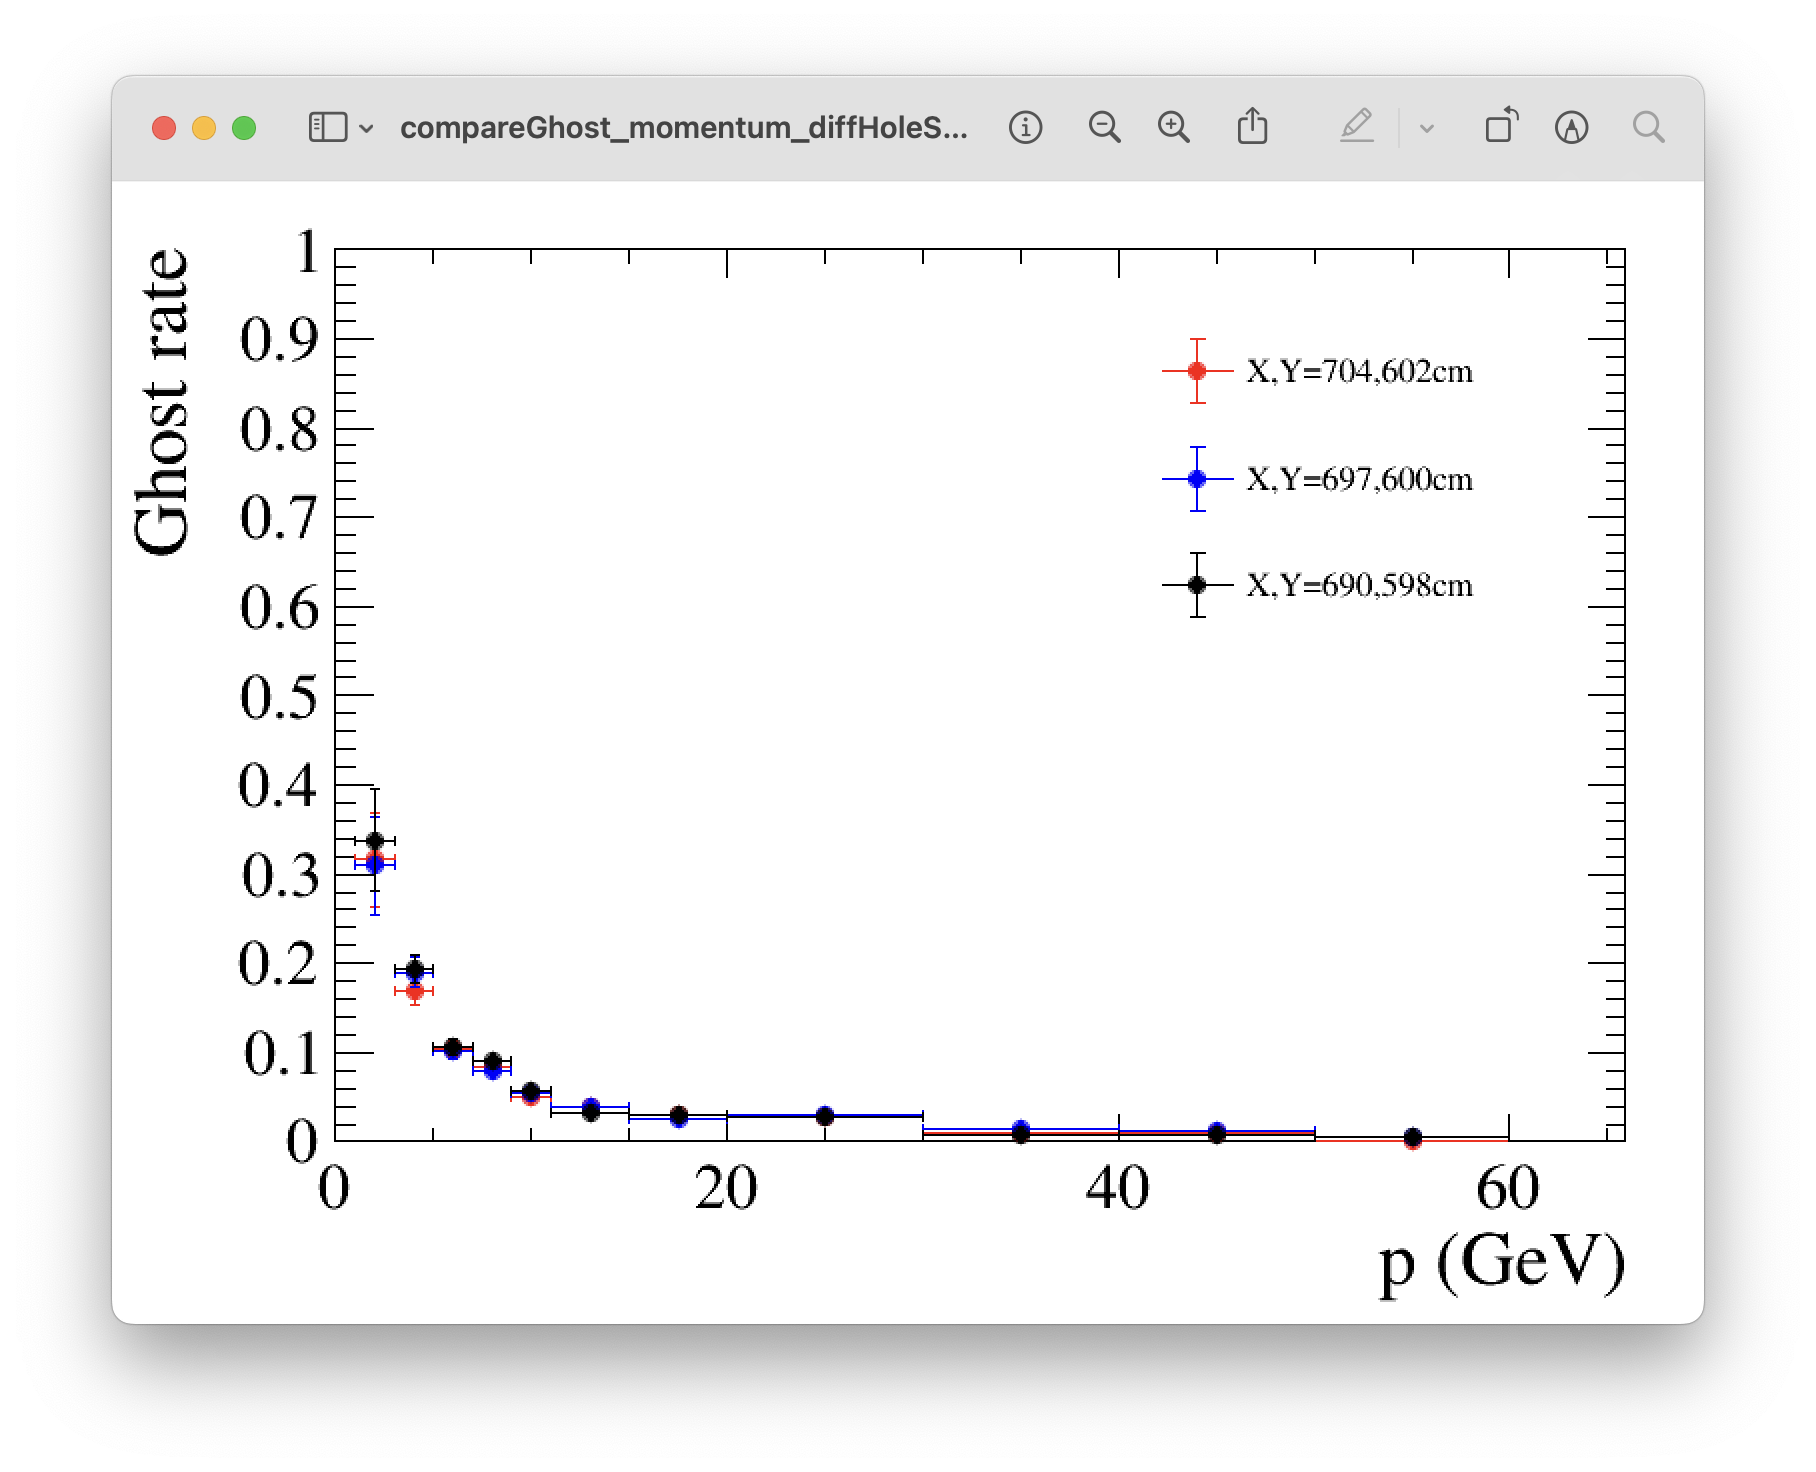 compareGhost_momentum_diffHoleS...
Ghost rate
1
0.9
0.8
0.7
0.6
0.5
0.4
0.3
0.2
0.1
0
X,Y=704,602cm
X,Y=697,600cm
X,Y=690,598cm
0 20 40 60
p (GeV)